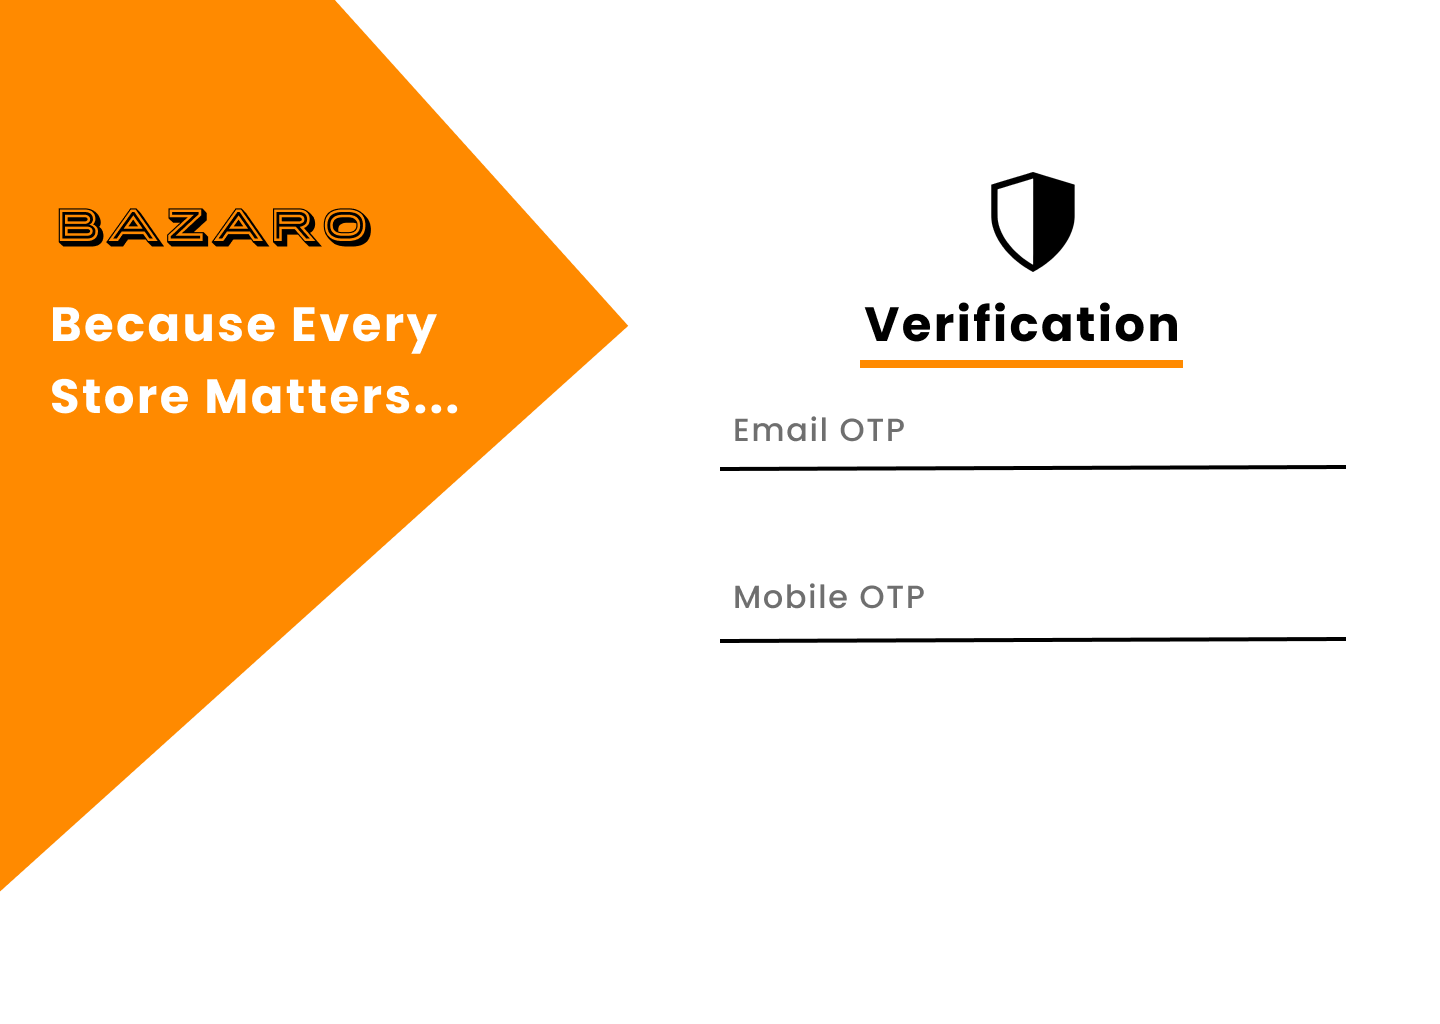 BAZARO
Because Every
Store Matters...
Verification
Email OTP
Mobile OTP